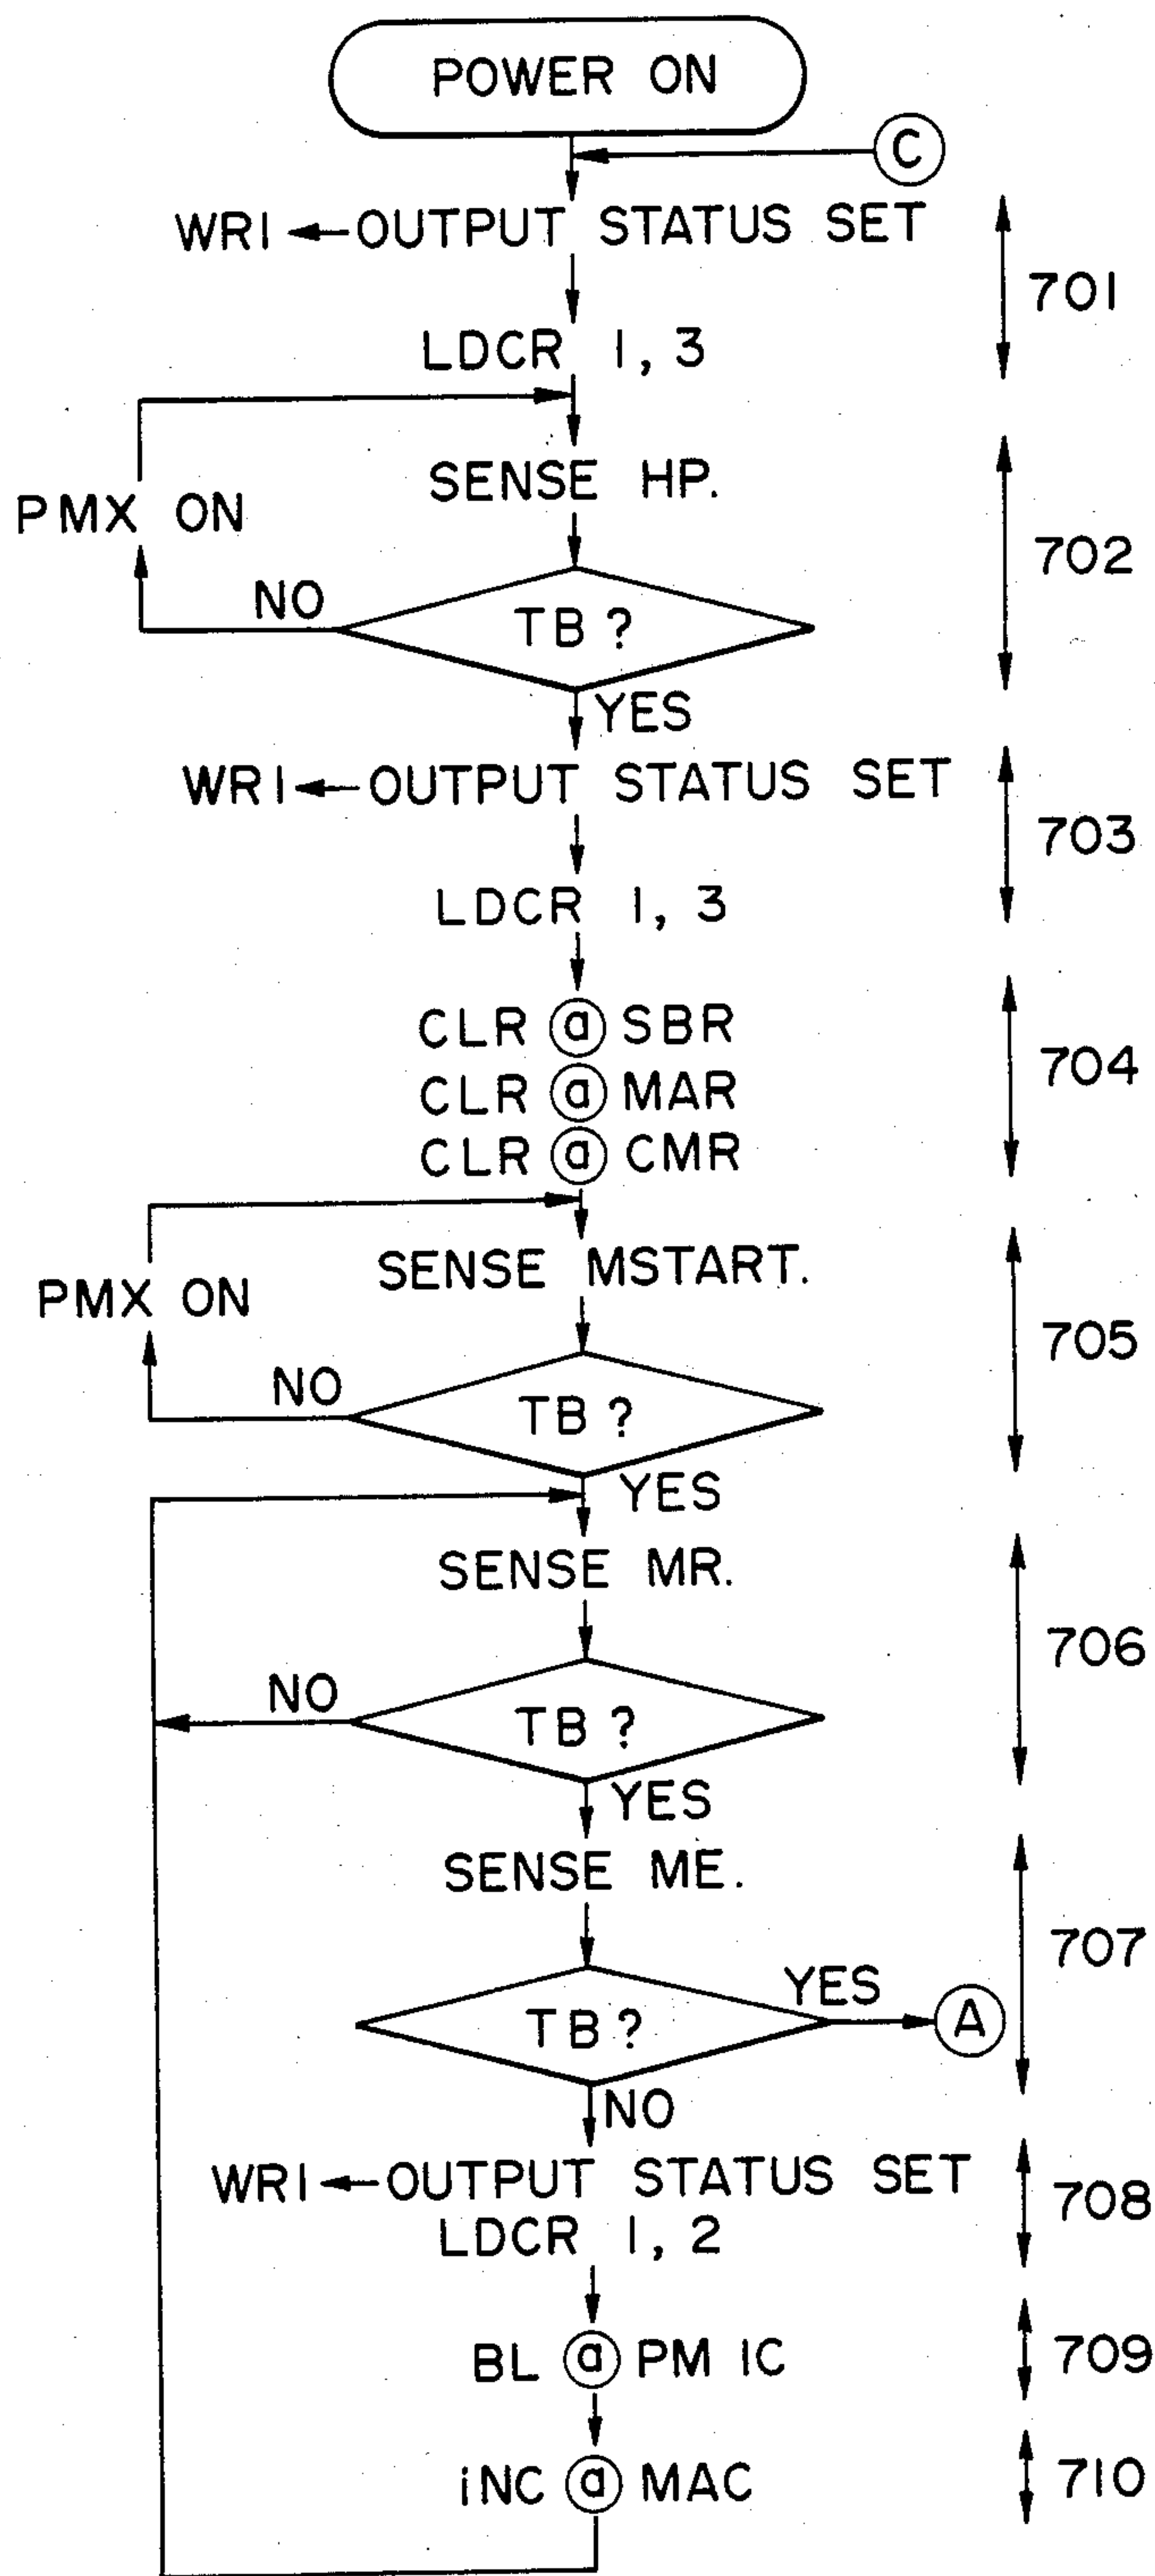 POWER ON
C
WR1 ← OUTPUT STATUS SET
701
LDCR 1, 3
SENSE HP.
PMX ON
702
NO
TB ?
YES
WR1 ← OUTPUT STATUS SET
703
LDCR 1, 3
CLR @ SBR
704
CLR @ MAR
CLR @ CMR
SENSE MSTART.
PMX ON
705
NO
TB ?
YES
SENSE MR.
706
NO
TB ?
YES
SENSE ME.
707
YES
TB ?
A
NO
WR1 ← OUTPUT STATUS SET
708
LDCR 1, 2
BL @ PM 1C
709
iNC @ MAC
710